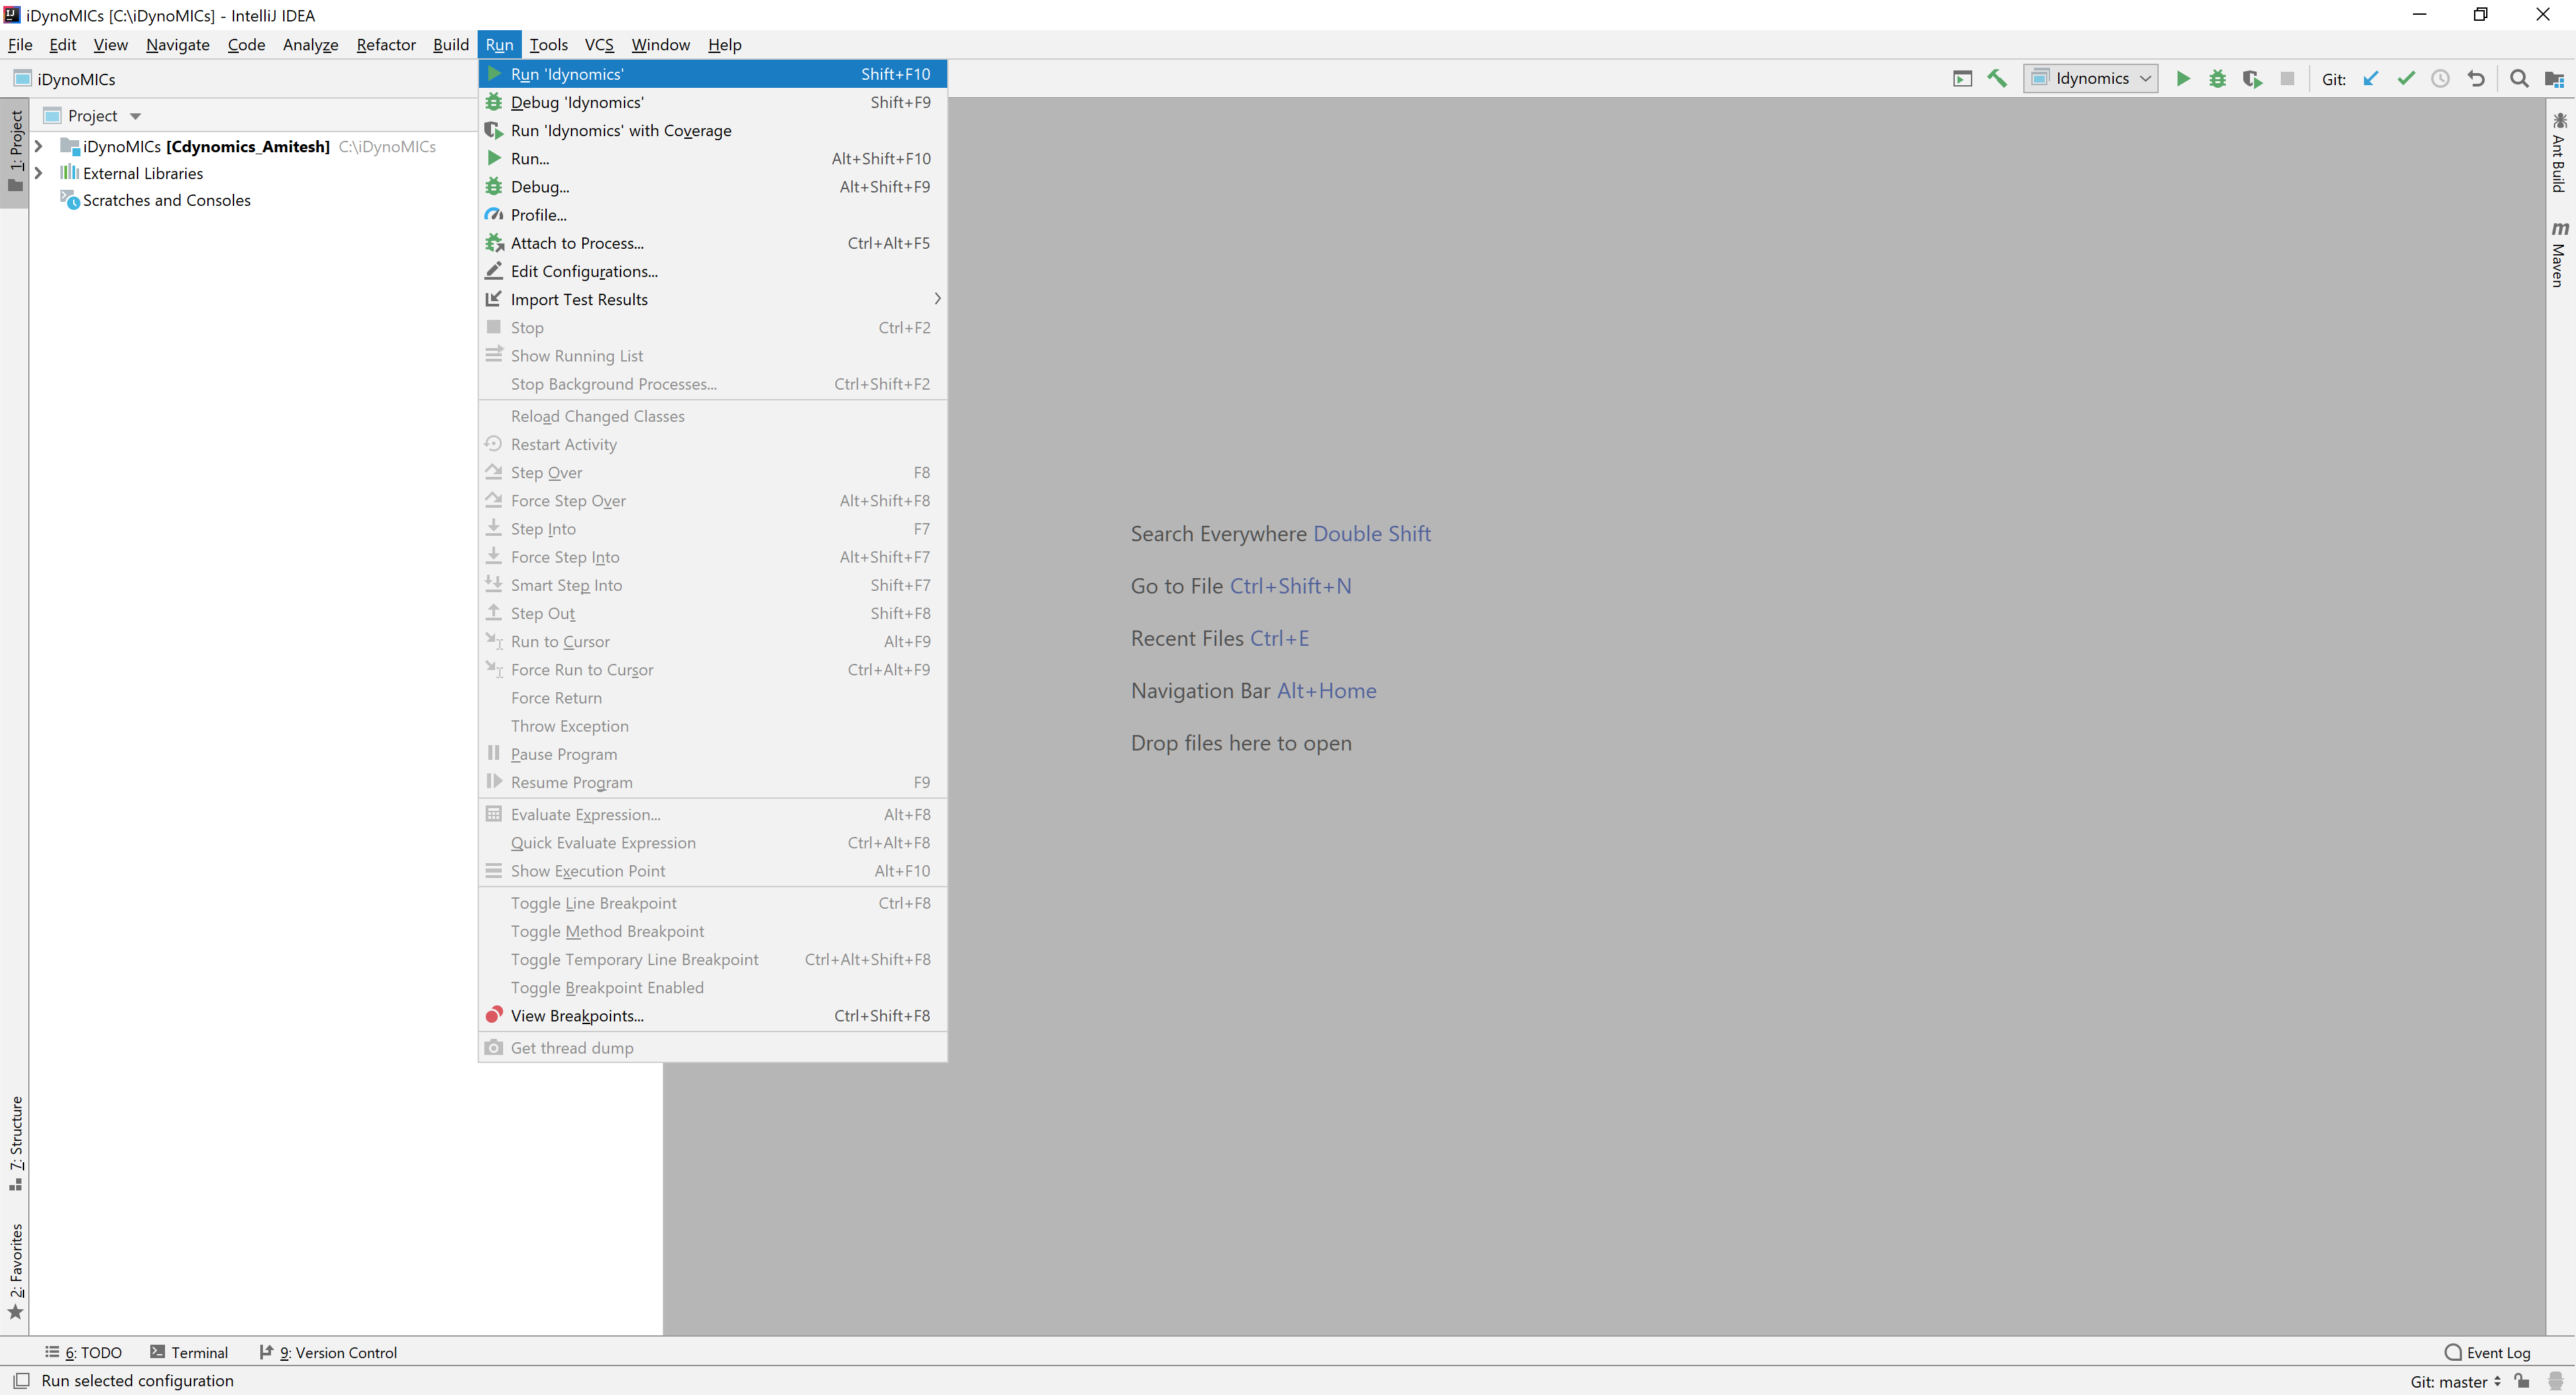 iDynoMICs [C:\iDynoMICs] - IntelliJ IDEA
File Edit View Navigate Code Analyze Refactor Build Run Tools VCS Window Help
iDynoMICs
Idynomics
Git:
1: Project
Project
iDynoMICs [Cdynomics_Amitesh] C:\iDynoMICs
External Libraries
Scratches and Consoles
Run 'Idynomics' Shift+F10
Debug 'Idynomics' Shift+F9
Run 'Idynomics' with Coverage
Run... Alt+Shift+F10
Debug... Alt+Shift+F9
Profile...
Attach to Process... Ctrl+Alt+F5
Edit Configurations...
Import Test Results
Stop Ctrl+F2
Show Running List
Stop Background Processes... Ctrl+Shift+F2
Reload Changed Classes
Restart Activity
Step Over F8
Force Step Over Alt+Shift+F8
Step Into F7
Force Step Into Alt+Shift+F7
Smart Step Into Shift+F7
Step Out Shift+F8
Run to Cursor Alt+F9
Force Run to Cursor Ctrl+Alt+F9
Force Return
Throw Exception
Pause Program
Resume Program F9
Evaluate Expression... Alt+F8
Quick Evaluate Expression Ctrl+Alt+F8
Show Execution Point Alt+F10
Toggle Line Breakpoint Ctrl+F8
Toggle Method Breakpoint
Toggle Temporary Line Breakpoint Ctrl+Alt+Shift+F8
Toggle Breakpoint Enabled
View Breakpoints... Ctrl+Shift+F8
Get thread dump
Search Everywhere Double Shift
Go to File Ctrl+Shift+N
Recent Files Ctrl+E
Navigation Bar Alt+Home
Drop files here to open
Ant Build
m Maven
7: Structure
2: Favorites
6: TODO Terminal 9: Version Control
Event Log
Run selected configuration
Git: master